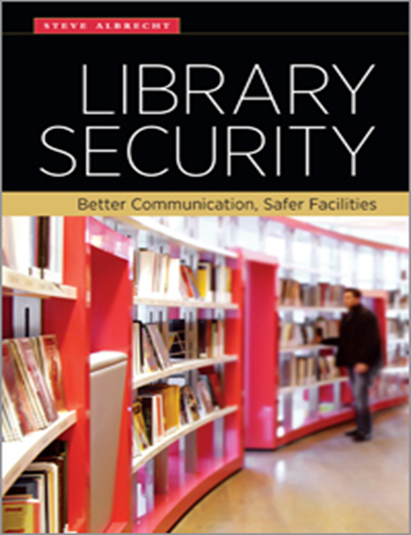 STEVE ALBRECHT
LIBRARY
SECURITY
Better Communication, Safer Facilities